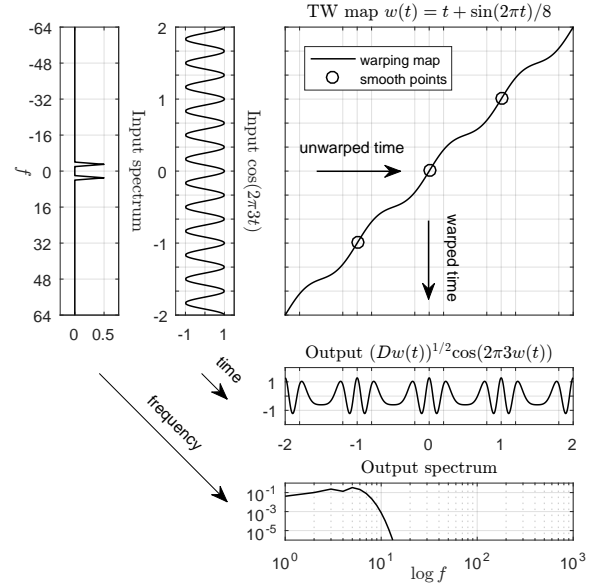 TW map w(t) = t + sin(2πt)/8
-64
-48
-32
-16
0
16
32
48
64
f
0 0.5
Input spectrum
2
1
0
-1
-2
-1 1
Input cos(2π3t)
warping map
smooth points
unwarped time
warped time
time
frequency
Output (Dw(t))^{1/2}cos(2π3w(t))
1
-1
-2 -1 0 1 2
Output spectrum
10^{-1}
10^{-3}
10^{-5}
10^0 10^1 10^2 10^3
log f